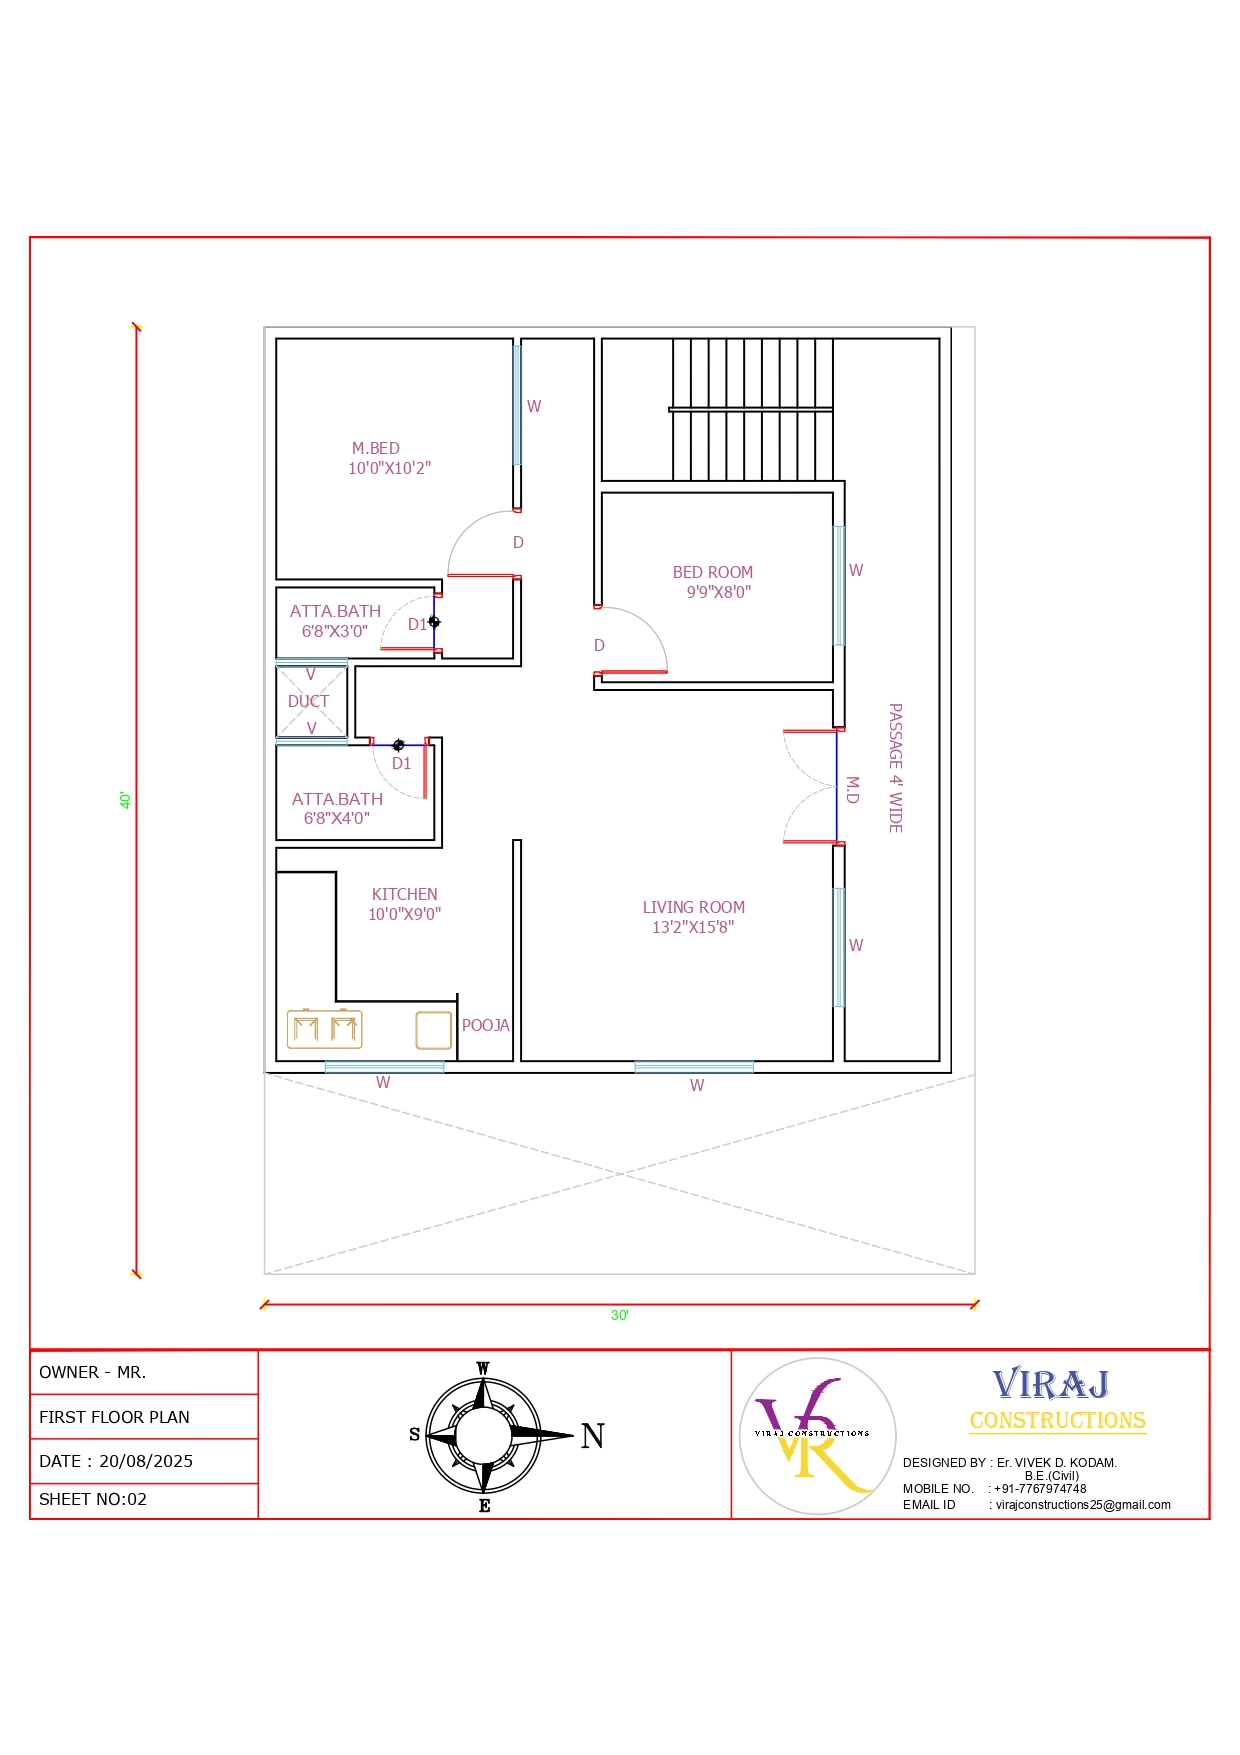 W
M.BED
10'0"X10'2"
D
BED ROOM
9'9"X8'0"
W
ATTA.BATH
6'8"X3'0"
D1
D
V
DUCT
V
PASSAGE 4' WIDE
D1
M.D
ATTA.BATH
6'8"X4'0"
40'
KITCHEN
10'0"X9'0"
LIVING ROOM
13'2"X15'8"
W
POOJA
W
W
30'
OWNER - MR.
FIRST FLOOR PLAN
DATE : 20/08/2025
SHEET NO:02
W
S
N
E
VR
VIRAJ CONSTRUCTIONS
VIRAJ
CONSTRUCTIONS
DESIGNED BY : Er. VIVEK D. KODAM.
B.E.(Civil)
MOBILE NO. : +91-7767974748
EMAIL ID : virajconstructions25@gmail.com